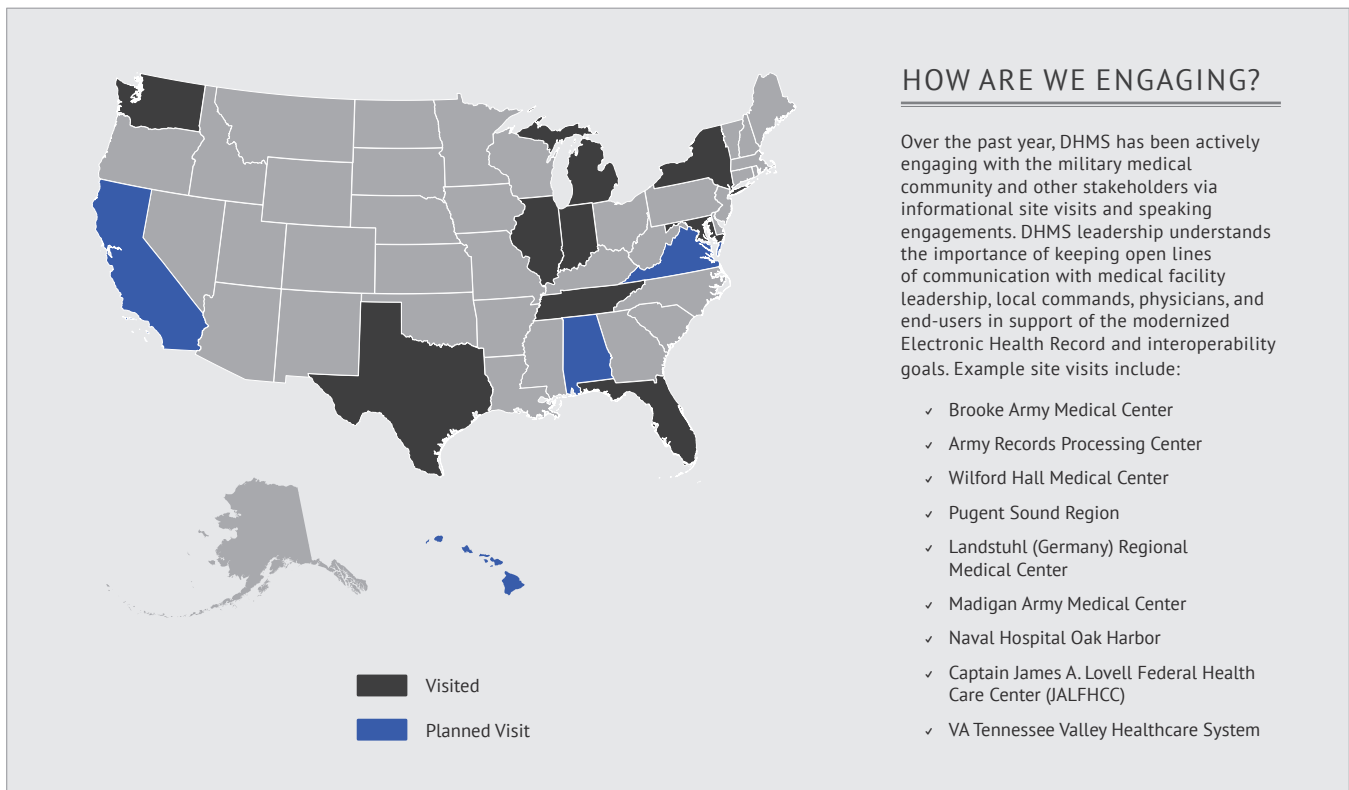 HOW ARE WE ENGAGING?
Over the past year, DHMS has been actively
engaging with the military medical
community and other stakeholders via
informational site visits and speaking
engagements. DHMS leadership understands
the importance of keeping open lines
of communication with medical facility
leadership, local commands, physicians, and
end-users in support of the modernized
Electronic Health Record and interoperability
goals. Example site visits include:
✓ Brooke Army Medical Center
✓ Army Records Processing Center
✓ Wilford Hall Medical Center
✓ Pugent Sound Region
✓ Landstuhl (Germany) Regional
Medical Center
✓ Madigan Army Medical Center
✓ Naval Hospital Oak Harbor
✓ Captain James A. Lovell Federal Health
Care Center (JALFHCC)
✓ VA Tennessee Valley Healthcare System
Visited
Planned Visit